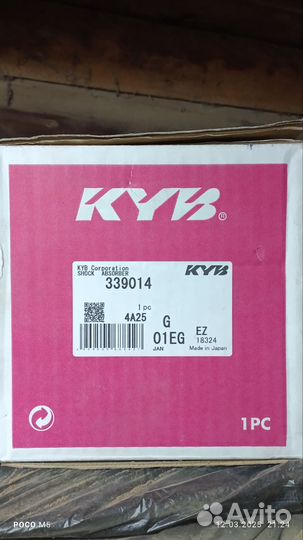 KYB®
KYB Corporation
SHOCK ABSORBER
KYB
339014
1 pc
4A25
G
01EG
EZ
18324
JAN
Made in Japan
1PC
POCO M5
12.03.2025 21:24
Avito